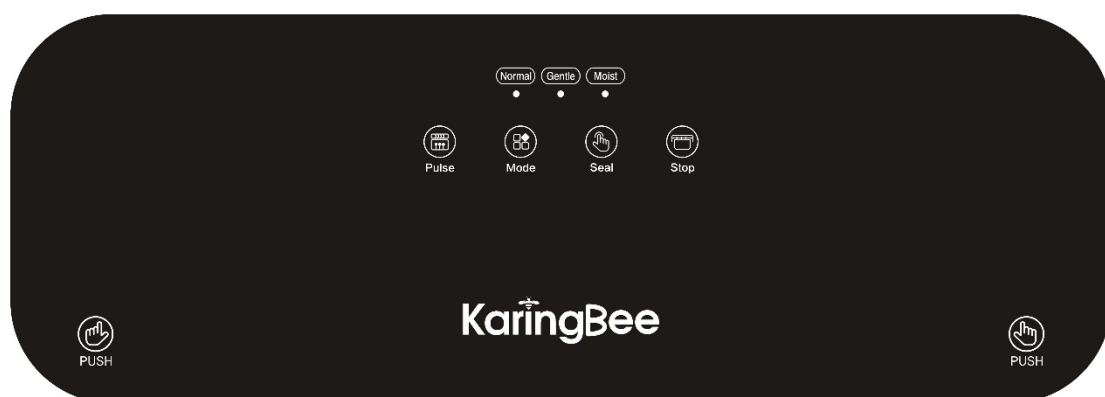 Normal Gentle Moist
Pulse Mode Seal Stop
KaringBee
PUSH PUSH